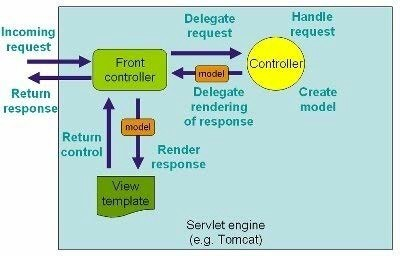 Incoming
request
Return
response
Front
controller
Delegate
request
Handle
request
Controller
model
Delegate
rendering
of response
Create
model
Return
control
model
Render
response
View
template
Servlet engine
(e.g. Tomcat)